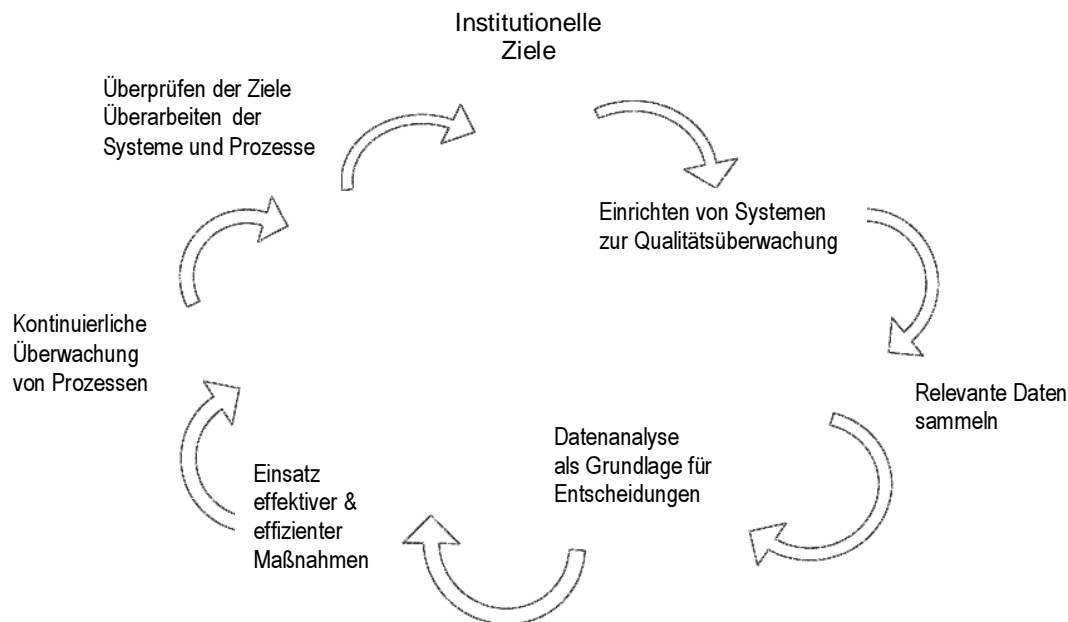 Institutionelle
Ziele
Überprüfen der Ziele
Überarbeiten der
Systeme und Prozesse
Einrichten von Systemen
zur Qualitätsüberwachung
Kontinuierliche
Überwachung
von Prozessen
Relevante Daten
sammeln
Datenanalyse
als Grundlage für
Entscheidungen
Einsatz
effektiver &
effizienter
Maßnahmen